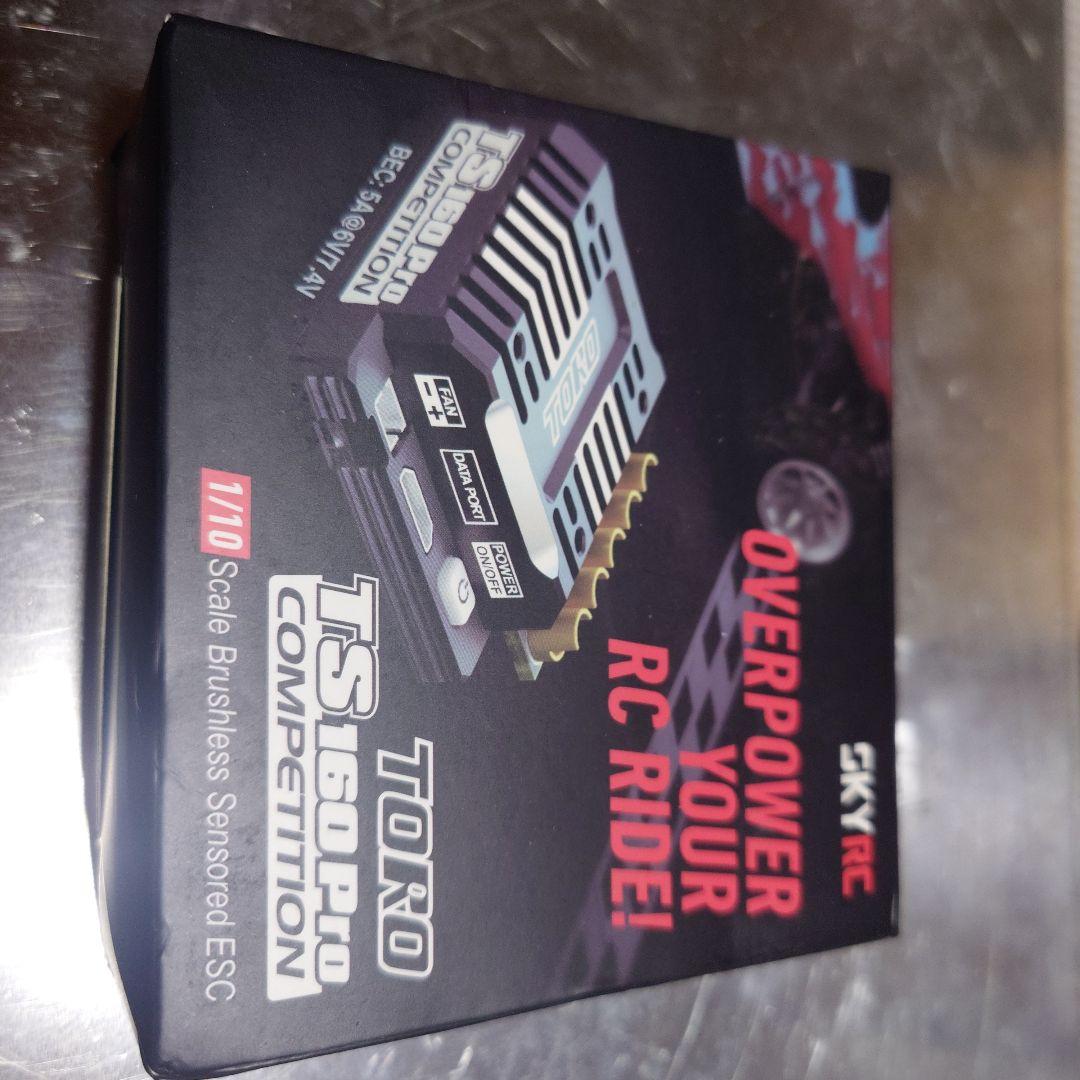 SKYRC
OVERPOWER
YOUR
RC RIDE!
TORO
FAN
- +
DATA PORT
POWER
ON/OFF
TS160Pro
COMPETITION
BEC: 5A@6V/7.4V
TORO
TS160Pro
COMPETITION
1/10 Scale Brushless Sensored ESC